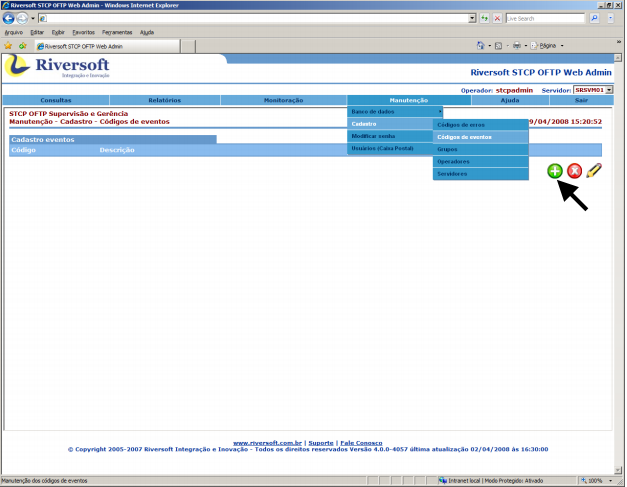 Riversoft STCP OFTP Web Admin - Windows Internet Explorer
Live Search
Arquivo Editar Exibir Favoritos Ferramentas Ajuda
Riversoft STCP OFTP Web Admin
Página
Riversoft
Integração e Inovação
Riversoft STCP OFTP Web Admin
Operador: stcpadmin Servidor: SRSVM01
Consultas Relatórios Monitoração Manutenção Ajuda Sair
STCP OFTP Supervisão e Gerência
Manutenção - Cadastro - Códigos de eventos
9/04/2008 15:20:52
Banco de dados
Cadastro
Modificar senha
Usuários (Caixa Postal)
Códigos de erros
Códigos de eventos
Grupos
Operadores
Servidores
Cadastro eventos
Código Descrição
www.riversoft.com.br | Suporte | Fale Conosco
© Copyright 2005-2007 Riversoft Integração e Inovação - Todos os direitos reservados Versão 4.0.0-4057 última atualização 02/04/2008 às 16:30:00
Manutenção dos códigos de eventos
Intranet local | Modo Protegido: Ativado
100%